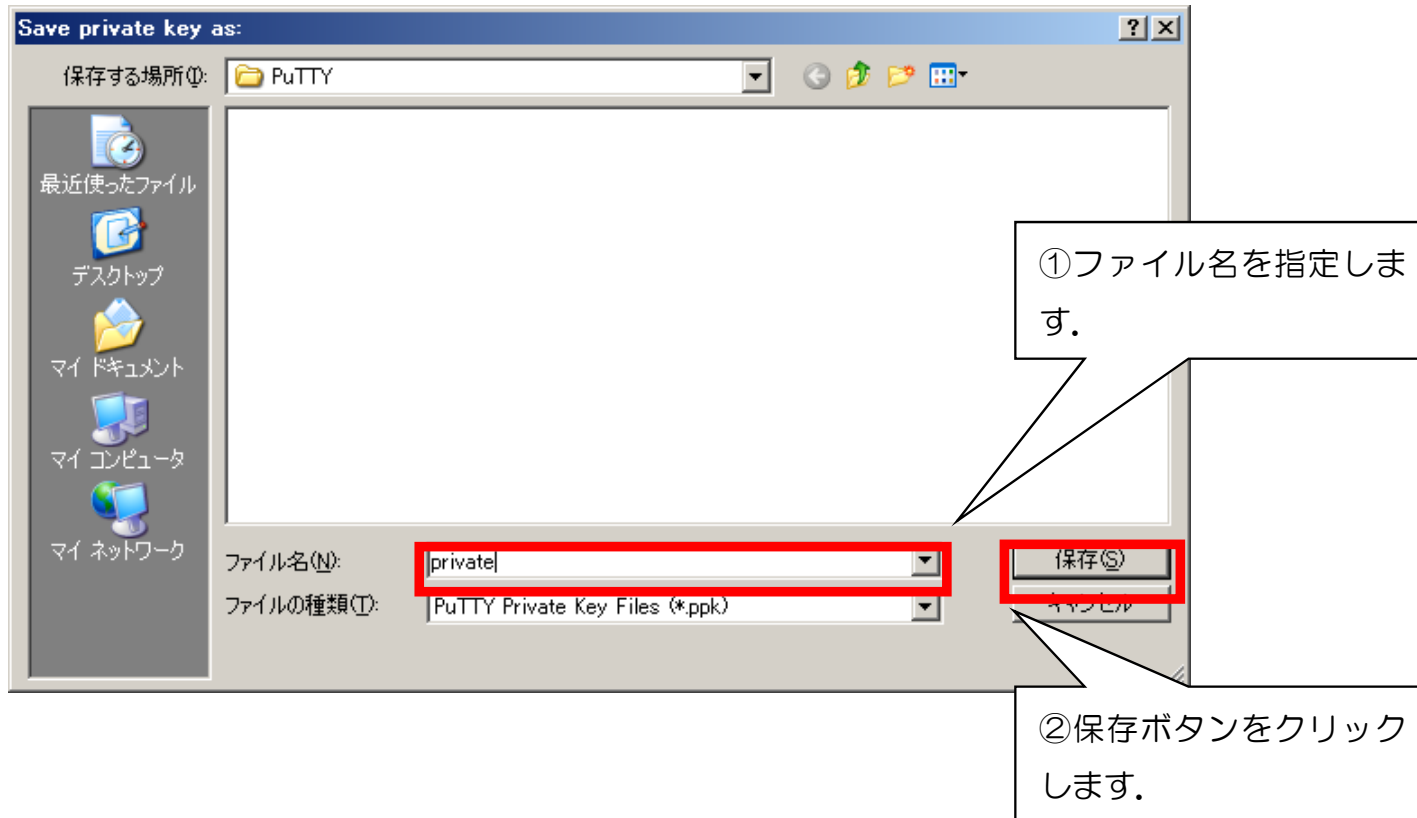 Save private key as:
保存する場所(I):
PuTTY
最近使ったファイル
デスクトップ
マイ ドキュメント
マイ コンピュータ
マイ ネットワーク
①ファイル名を指定しま
す.
ファイル名(N):
private
保存(S)
ファイルの種類(T):
PuTTY Private Key Files (*.ppk)
キャンセル
②保存ボタンをクリック
します.